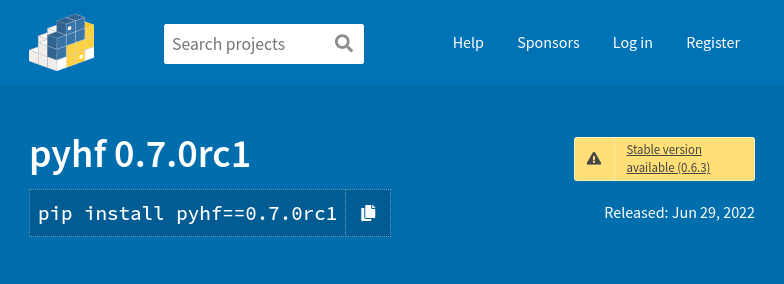 Search projects
Help
Sponsors
Log in
Register
pyhf 0.7.0rc1
Stable version
available (0.6.3)
pip install pyhf==0.7.0rc1
Released: Jun 29, 2022